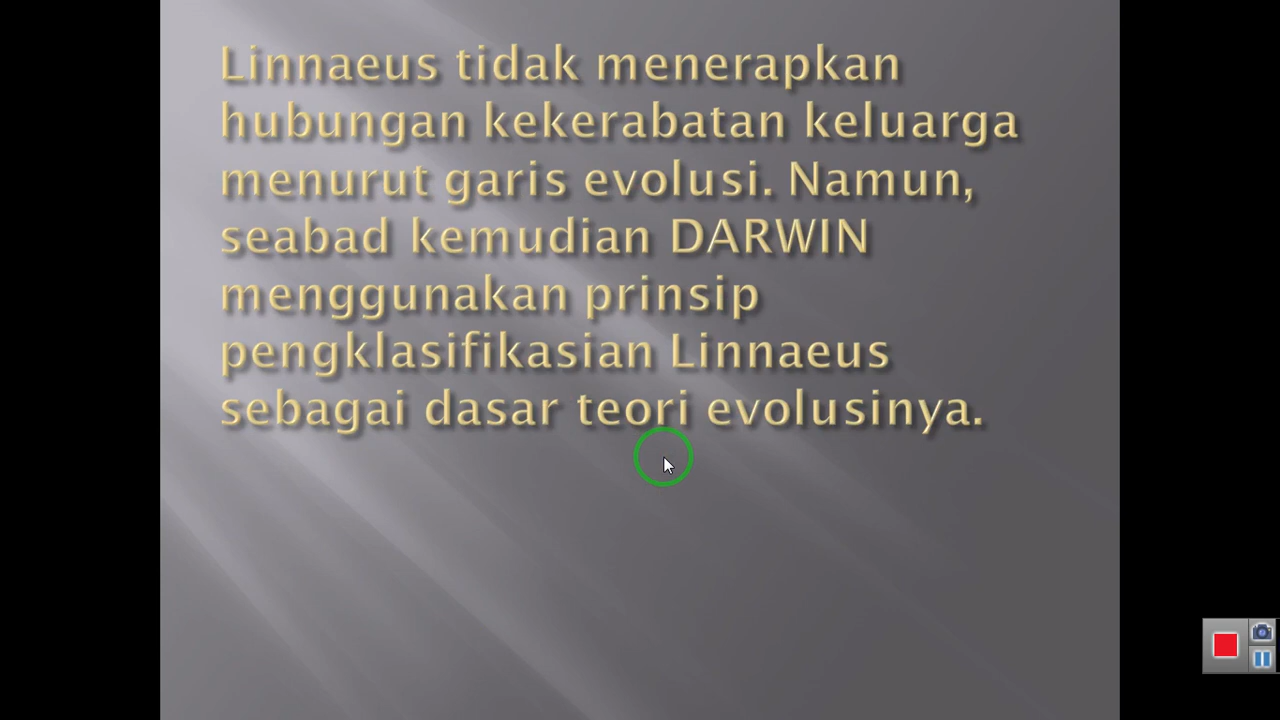 Linnaeus tidak menerapkan
hubungan kekerabatan keluarga
menurut garis evolusi. Namun,
seabad kemudian DARWIN
menggunakan prinsip
pengklasifikasian Linnaeus
sebagai dasar teori evolusinya.